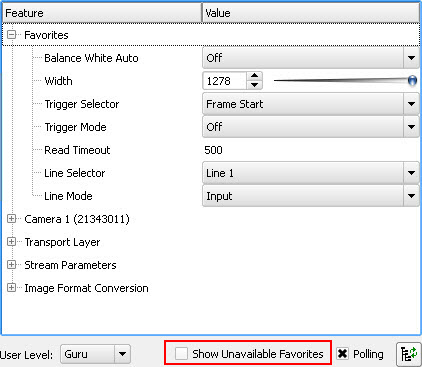 Feature Value
Favorites
Balance White Auto Off
Width 1278
Trigger Selector Frame Start
Trigger Mode Off
Read Timeout 500
Line Selector Line 1
Line Mode Input
Camera 1 (21343011)
Transport Layer
Stream Parameters
Image Format Conversion
User Level: Guru Show Unavailable Favorites Polling